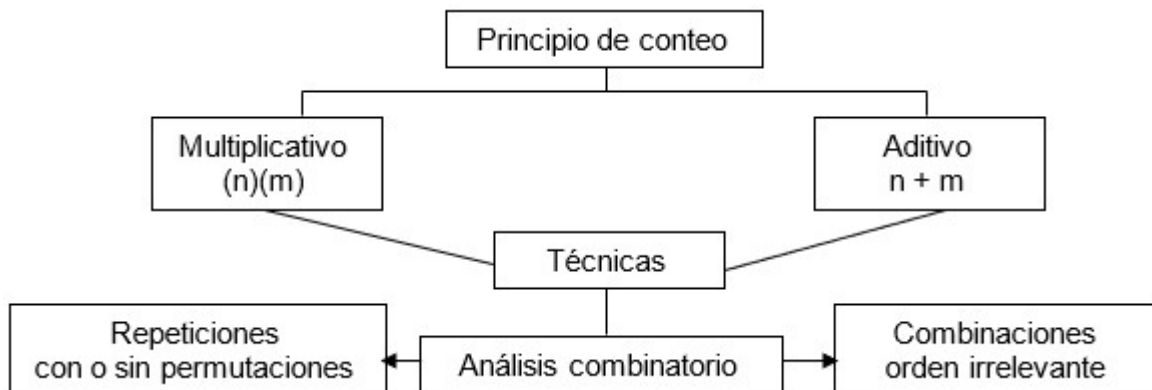 Principio de conteo
Multiplicativo
(n)(m)
Aditivo
n + m
Técnicas
Repeticiones
con o sin permutaciones
Análisis combinatorio
Combinaciones
orden irrelevante